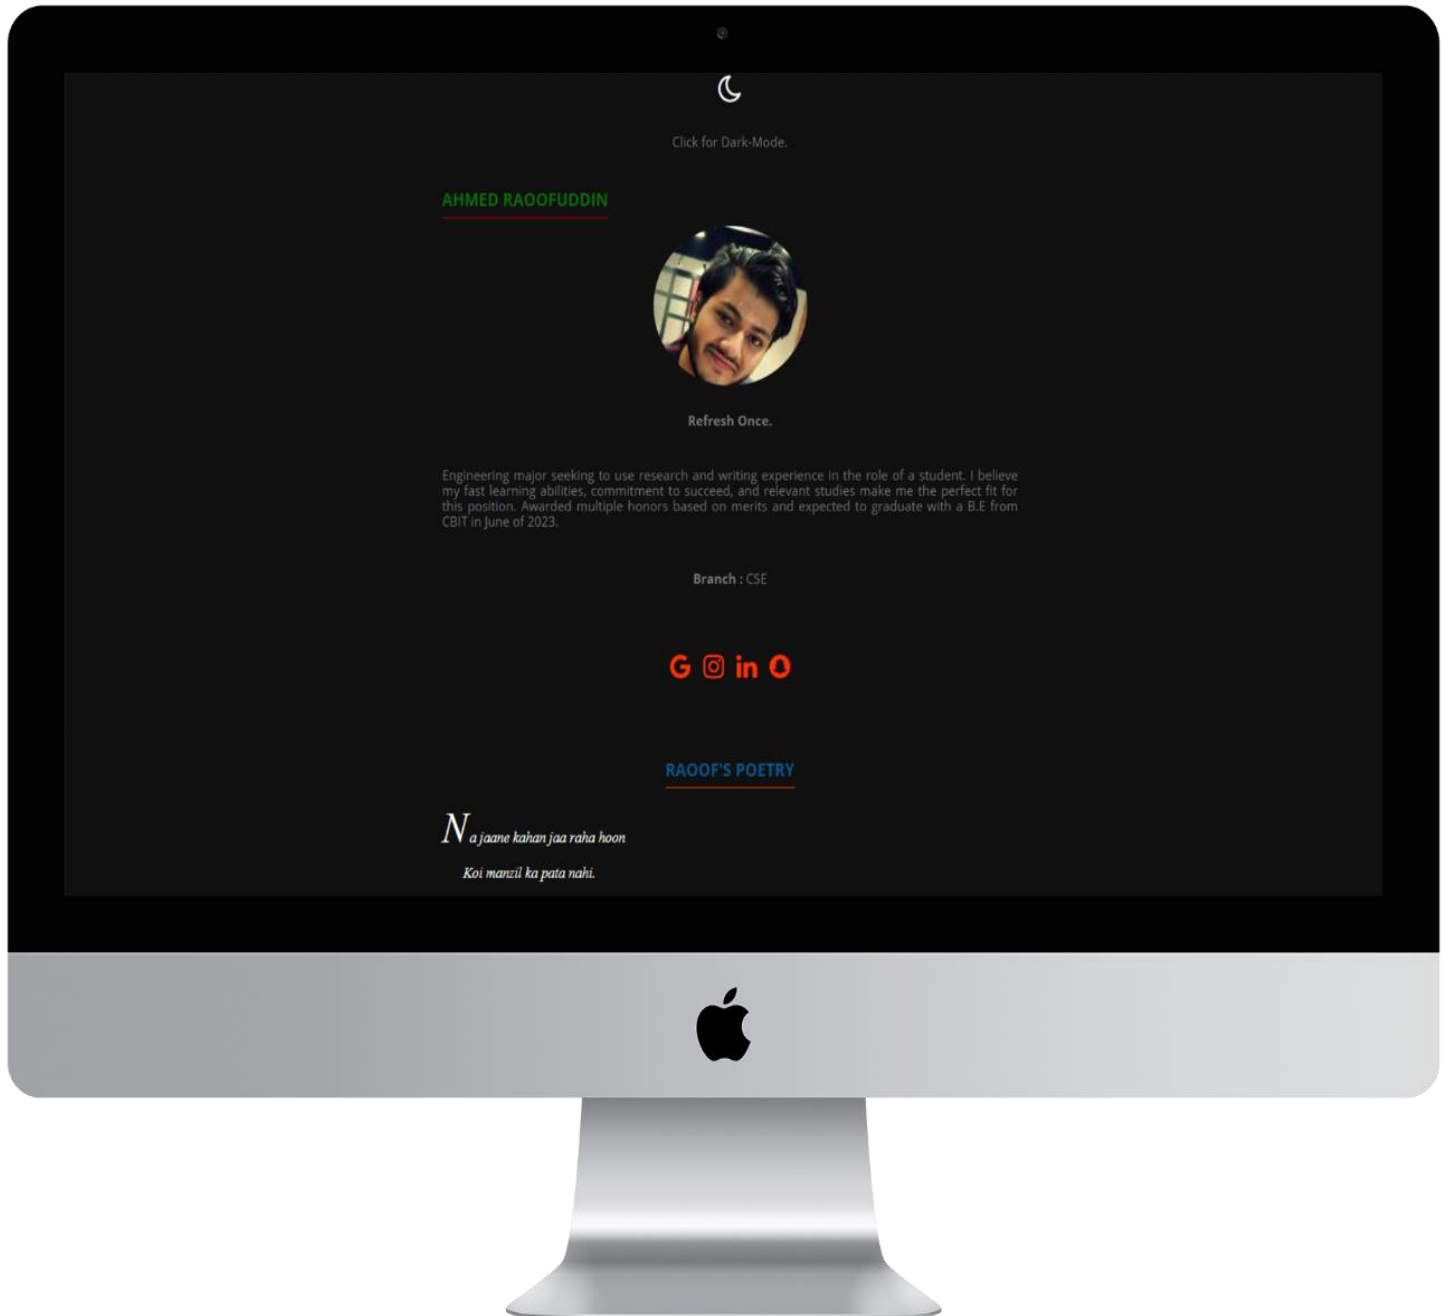 Click for Dark-Mode.
AHMED RAOOFUDDIN
Refresh Once.
Engineering major seeking to use research and writing experience in the role of a student. I believe
my fast learning abilities, commitment to succeed, and relevant studies make me the perfect fit for
this position. Awarded multiple honors based on merits and expected to graduate with a B.E from
CBIT in June of 2023.
Branch : CSE
G in
RAOOF'S POETRY
Na jaane kahan jaa raha hoon
Koi manzil ka pata nahi.